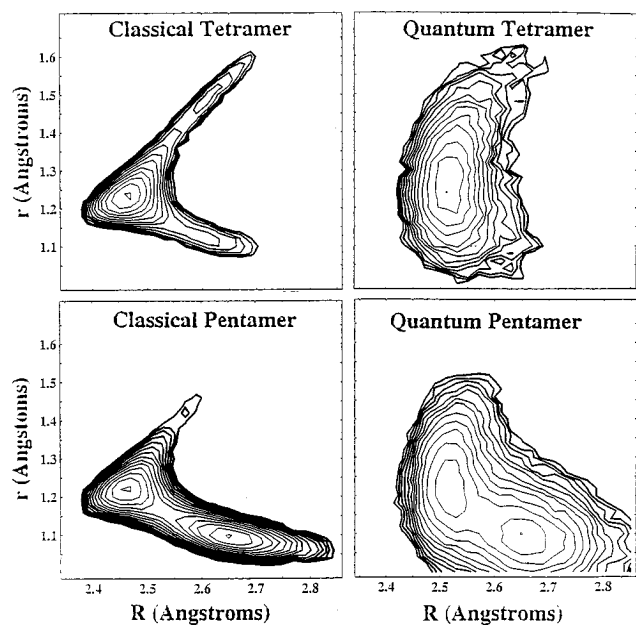 Classical Tetramer
Quantum Tetramer
r (Angstroms)
1.6
1.5
1.4
1.3
1.2
1.1
Classical Pentamer
Quantum Pentamer
r (Angstoms)
1.6
1.5
1.4
1.3
1.2
1.1
2.4 2.5 2.6 2.7 2.8
2.4 2.5 2.6 2.7 2.8
R (Angstroms)
R (Angstroms)